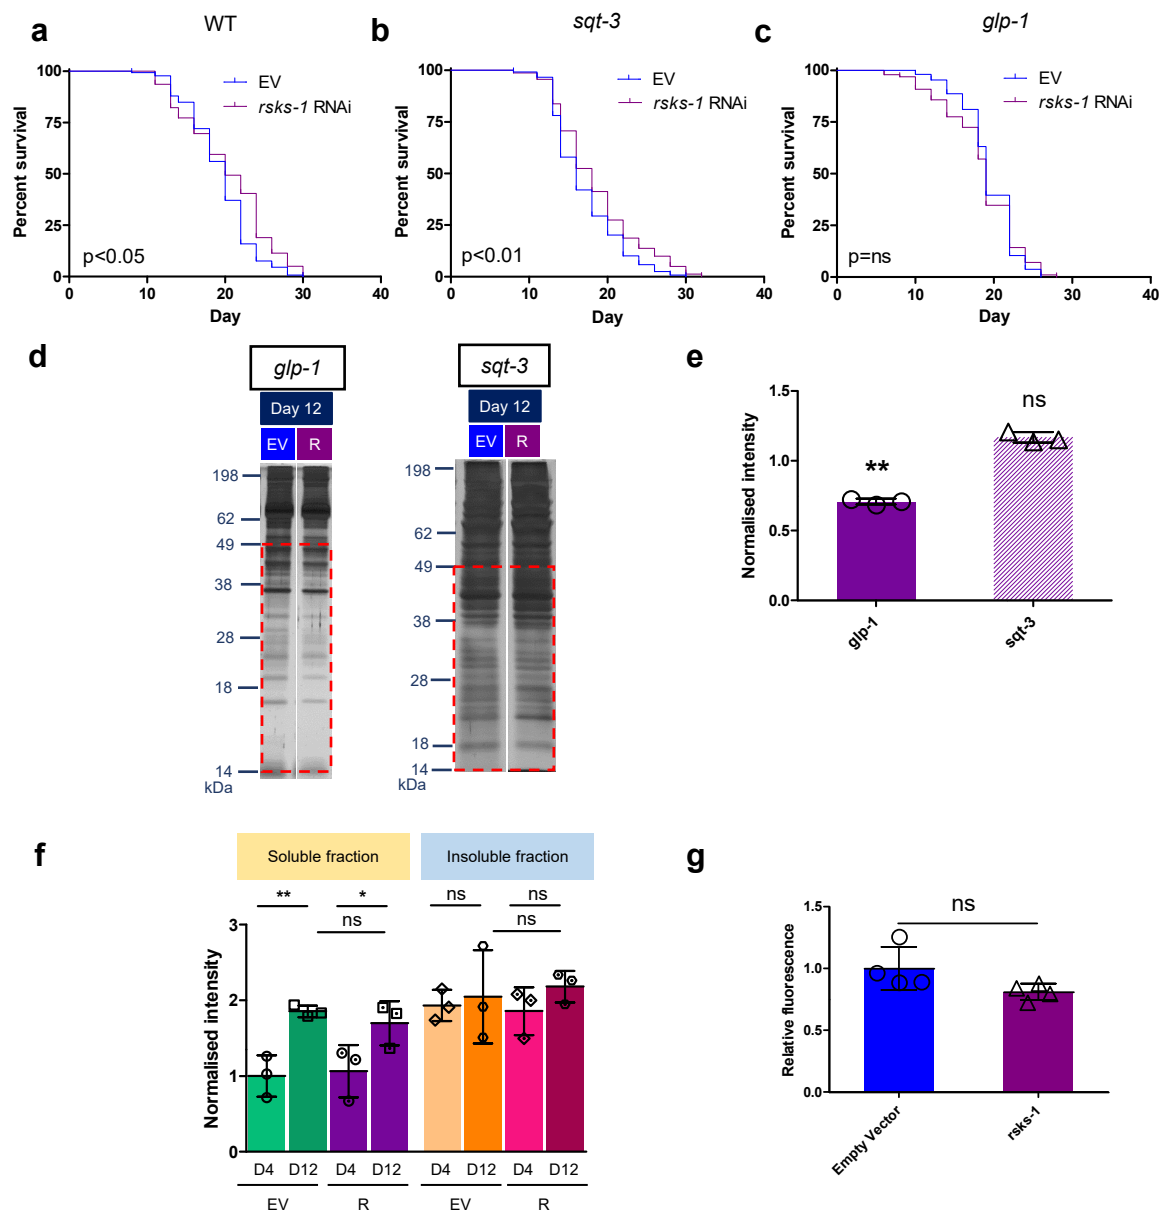 a
WT
EV
rsks-1 RNAi
Percent survival
100
75
50
25
0
p<0.05
0 10 20 30 40
Day
b
sqt-3
EV
rsks-1 RNAi
Percent survival
100
75
50
25
0
p<0.01
0 10 20 30 40
Day
c
glp-1
EV
rsks-1 RNAi
Percent survival
100
75
50
25
0
p=ns
0 10 20 30 40
Day
d
glp-1
Day 12
EV R
198
62
49
38
28
18
14
kDa
sqt-3
Day 12
EV R
198
62
49
38
28
18
14
kDa
e
Normalised intensity
1.5
1.0
0.5
0.0
**
ns
glp-1
sqt-3
f
Soluble fraction
Insoluble fraction
** * ns ns
ns ns
Normalised intensity
3
2
1
0
D4 D12 D4 D12 D4 D12 D4 D12
EV R EV R
g
ns
Relative fluorescence
1.5
1.0
0.5
0.0
Empty Vector
rsks-1